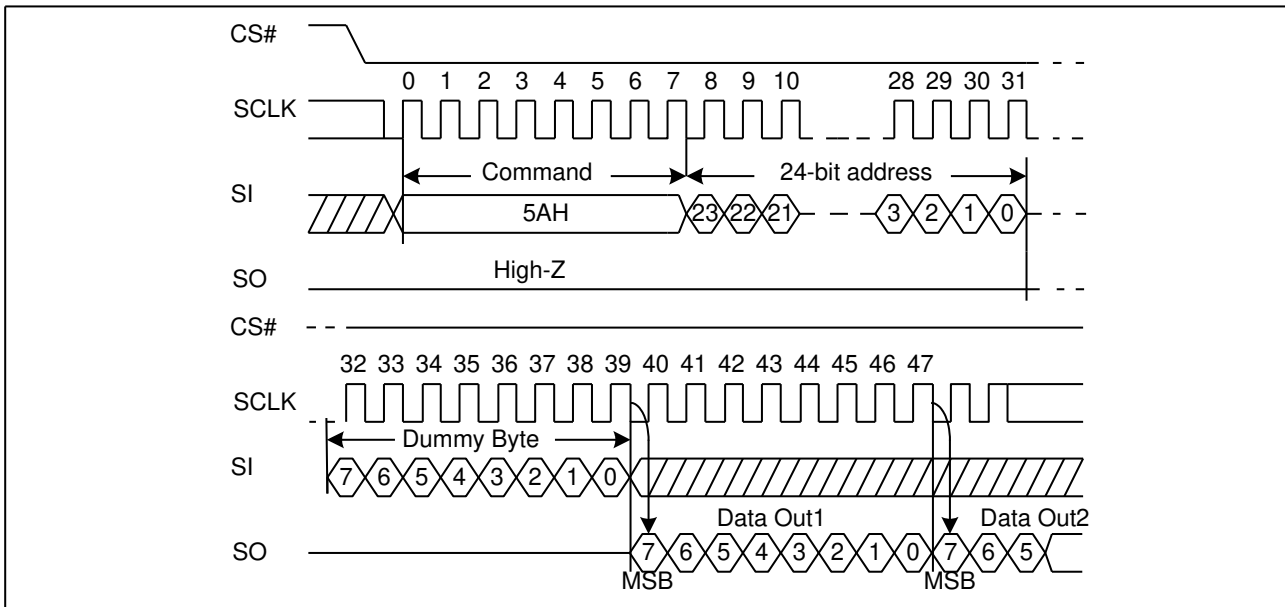 CS#
0 1 2 3 4 5 6 7 8 9 10 28 29 30 31
SCLK
Command 24-bit address
SI
5AH 23 22 21 3 2 1 0
High-Z
SO
CS#
32 33 34 35 36 37 38 39 40 41 42 43 44 45 46 47
SCLK
Dummy Byte
SI
7 6 5 4 3 2 1 0
Data Out1 Data Out2
SO
7 6 5 4 3 2 1 0 7 6 5
MSB MSB